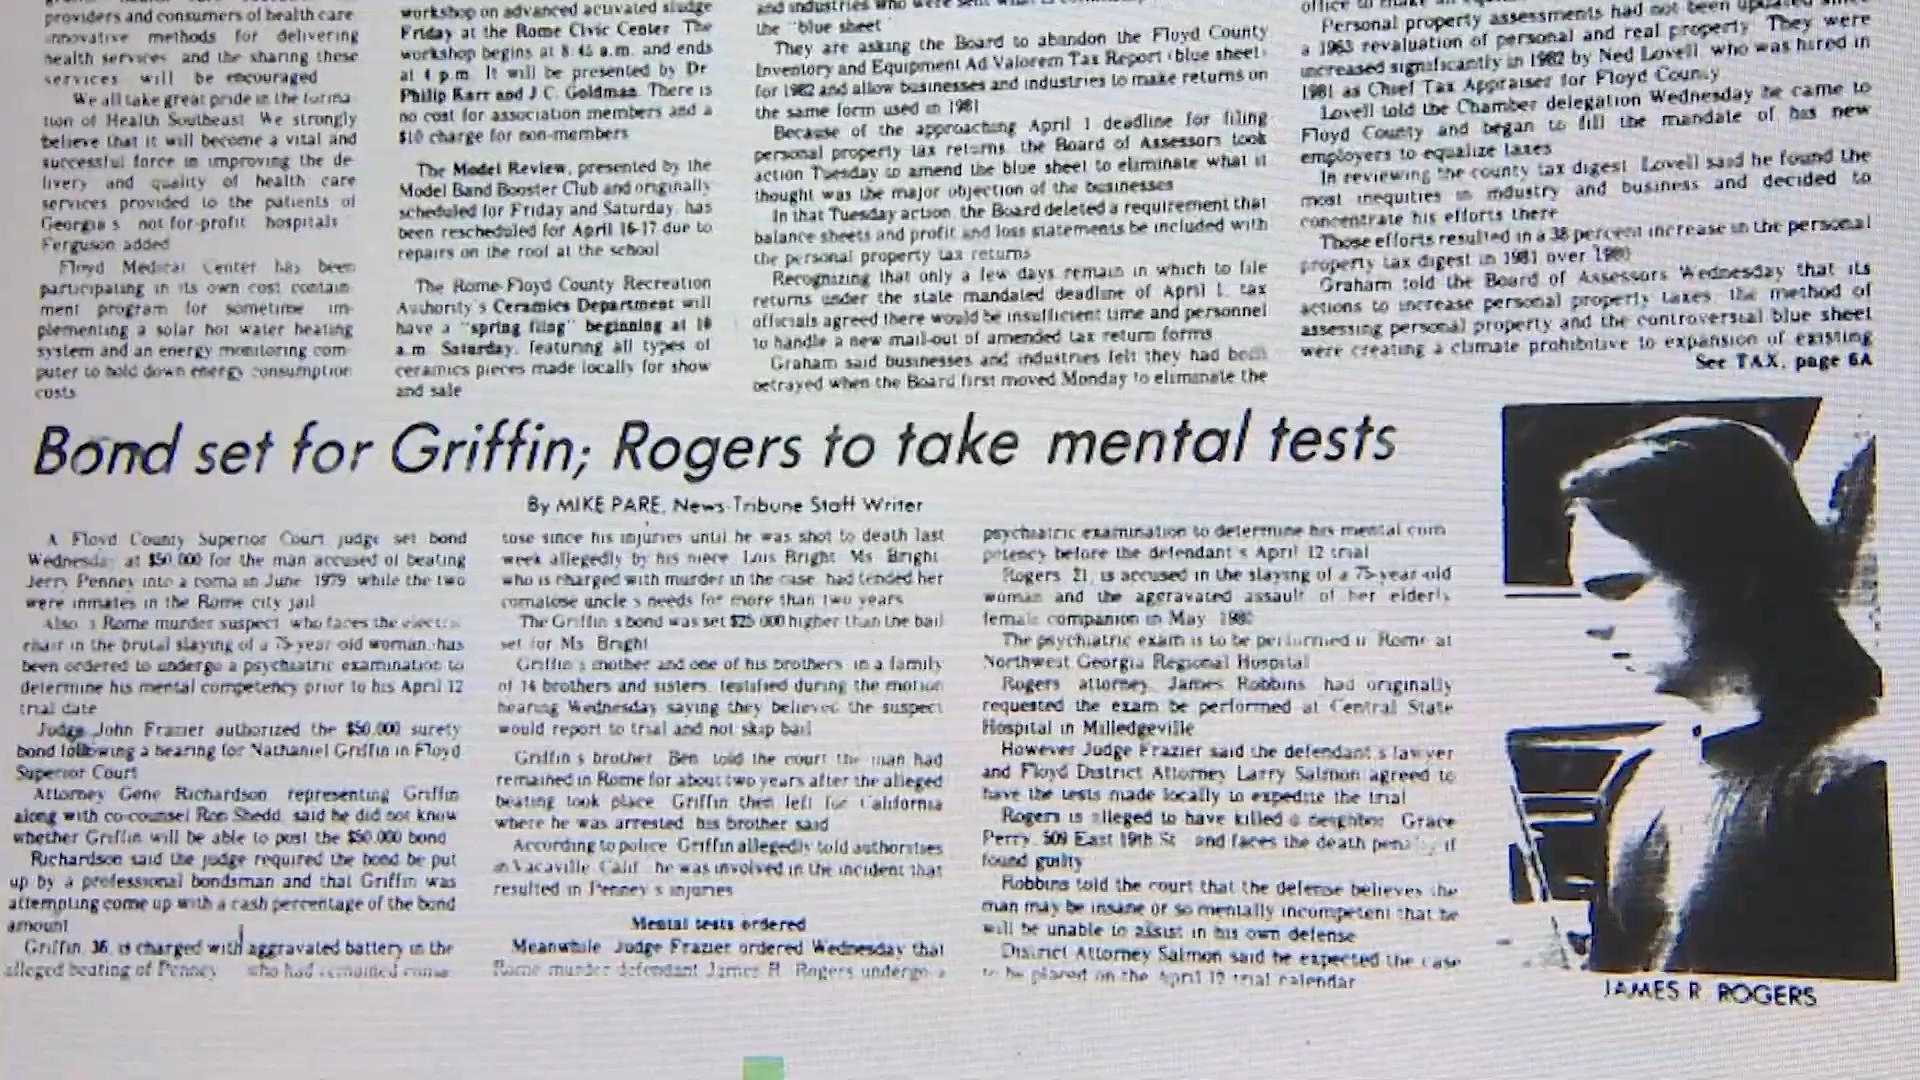 providers and consumers of health care
innovative methods for delivering
health services and the sharing these
services will be encouraged
We all take great pride in the forma
tion of Health Southeast We strongly
believe that it will become a vital and
successful force in improving the de-
livery and quality of health care
services provided to the patients of
Georgia s not-for-profit hospitals
Ferguson added
Floyd Medical Center has been
participating in its own cost contain-
ment program for sometime im-
plementing a solar hot water heating
system and an energy monitoring com-
puter to hold down energy consumption
costs
workshop on advanced activated sludge
Friday at the Rome Civic Center The
workshop begins at 8 45 a.m. and ends
at 4 p.m. It will be presented by Dr
Philip Karr and J C. Goldman. There is
no cost for association members and a
$10 charge for non-members
The Model Review, presented by the
Model Band Booster Club and originally
scheduled for Friday and Saturday, has
been rescheduled for April 16-17 due to
repairs on the roof at the school
The Rome-Floyd County Recreation
Authority's Ceramics Department will
have a "spring fling" beginning at 10
a.m. Saturday, featuring all types of
ceramics pieces made locally for show
and sale
the "blue sheet
They are asking the Board to abandon the Floyd County
Inventory and Equipment Ad Valorem Tax Report (blue sheet)
for 1982 and allow businesses and industries to make returns on
the same form used in 1981
Because of the approaching April 1 deadline for filing
personal property tax returns, the Board of Assessors took
action Tuesday to amend the blue sheet to eliminate what it
thought was the major objection of the businesses
In that Tuesday action, the Board deleted a requirement that
balance sheets and profit and loss statements be included with
the personal property tax returns
Recognizing that only a few days remain in which to file
returns under the state mandated deadline of April 1, tax
officials agreed there would be insufficient time and personnel
to handle a new mail-out of amended tax return forms
Graham said businesses and industries felt they had been
betrayed when the Board first moved Monday to eliminate the
Personal property assessments had not been updated since
a 1963 revaluation of personal and real property They were
increased significantly in 1982 by Ned Lovell, who was hired in
1981 as Chief Tax Appraiser for Floyd County
Lovell told the Chamber delegation Wednesday he came to
Floyd County and began to fill the mandate of his new
employers to equalize taxes
In reviewing the county tax digest Lovell said he found the
most inequities in industry and business and decided to
concentrate his efforts there
Those efforts resulted in a 38 percent increase in the personal
property tax digest in 1981 over 1980
Graham told the Board of Assessors Wednesday that its
actions to increase personal property taxes, the method of
assessing personal property and the controversial blue sheet
were creating a climate prohibitive to expansion of existing
See TAX, page 6A
Bond set for Griffin; Rogers to take mental tests
By MIKE PARE, News-Tribune Staff Writer
A Floyd County Superior Court judge set bond
Wednesday at $50,000 for the man accused of beating
Jerry Penney into a coma in June 1979 while the two
were inmates in the Rome city jail
Also a Rome murder suspect who faces the electric
chair in the brutal slaying of a 75-year-old woman has
been ordered to undergo a psychiatric examination to
determine his mental competency prior to his April 12
trial date
Judge John Frazier authorized the $50,000 surety
bond following a hearing for Nathaniel Griffin in Floyd
Superior Court
Attorney Gene Richardson, representing Griffin
along with co-counsel Ron Shedd, said he did not know
whether Griffin will be able to post the $50,000 bond
Richardson said the judge required the bond be put
up by a professional bondsman and that Griffin was
attempting come up with a cash percentage of the bond
amount
Griffin, 36, is charged with aggravated battery in the
alleged beating of Penney who had remained coma-
tose since his injuries until he was shot to death last
week allegedly by his niece Lois Bright Ms Bright
who is charged with murder in the case, had tended her
comatose uncle s needs for more than two years
The Griffin s bond was set $25 000 higher than the bail
set for Ms Bright
Griffin s mother and one of his brothers in a family
of 14 brothers and sisters, testified during the motion
hearing Wednesday saying they believed the suspect
would report to trial and not skip bail
Griffin s brother Ben told the court the man had
remained in Rome for about two years after the alleged
beating took place Griffin then left for California
where he was arrested his brother said
According to police Griffin allegedly told authorities
in Vacaville Calif he was involved in the incident that
resulted in Penney s injuries
Mental tests ordered
Meanwhile Judge Frazier ordered Wednesday that
Rome murder defendant James R. Rogers undergo a
psychiatric examination to determine his mental com
petency before the defendant s April 12 trial
Rogers 21, is accused in the slaying of a 75-year-old
woman and the aggravated assault of her elderly
female companion in May 1980
The psychiatric exam is to be performed in Rome at
Northwest Georgia Regional Hospital
Rogers attorney, James Robbins had originally
requested the exam be performed at Central State
Hospital in Milledgeville
However Judge Frazier said the defendant s lawyer
and Floyd District Attorney Larry Salmon agreed to
have the tests made locally to expedite the trial
Rogers is alleged to have killed a neighbor Grace
Perry, 509 East 19th St and faces the death penalty if
found guilty
Robbins told the court that the defense believes the
man may be insane or so mentally incompetent that he
will be unable to assist in his own defense
District Attorney Salmon said he expected the case
to be placed on the April 12 trial calendar
JAMES R. ROGERS